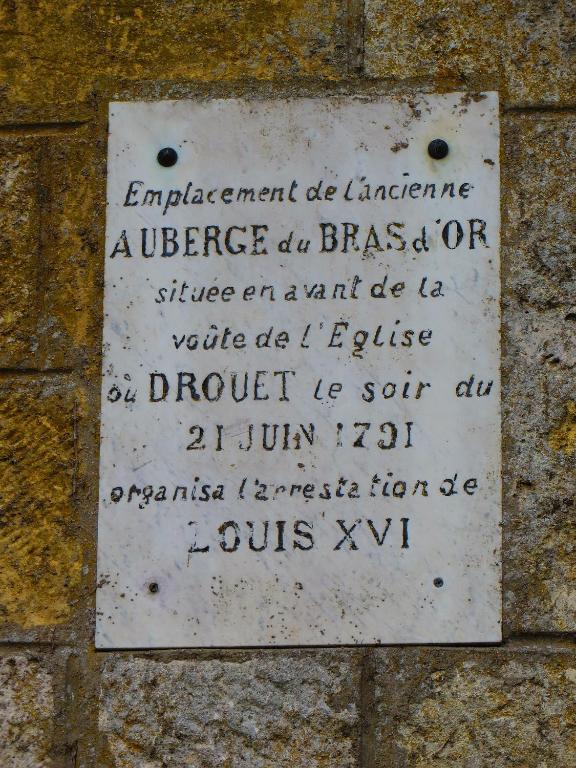 Emplacement de l'ancienne
AUBERGE du BRAS d'OR
située en avant de la
voûte de l'Eglise
où DROUET le soir du
21 JUIN 1791
organisa l'arrestation de
LOUIS XVI